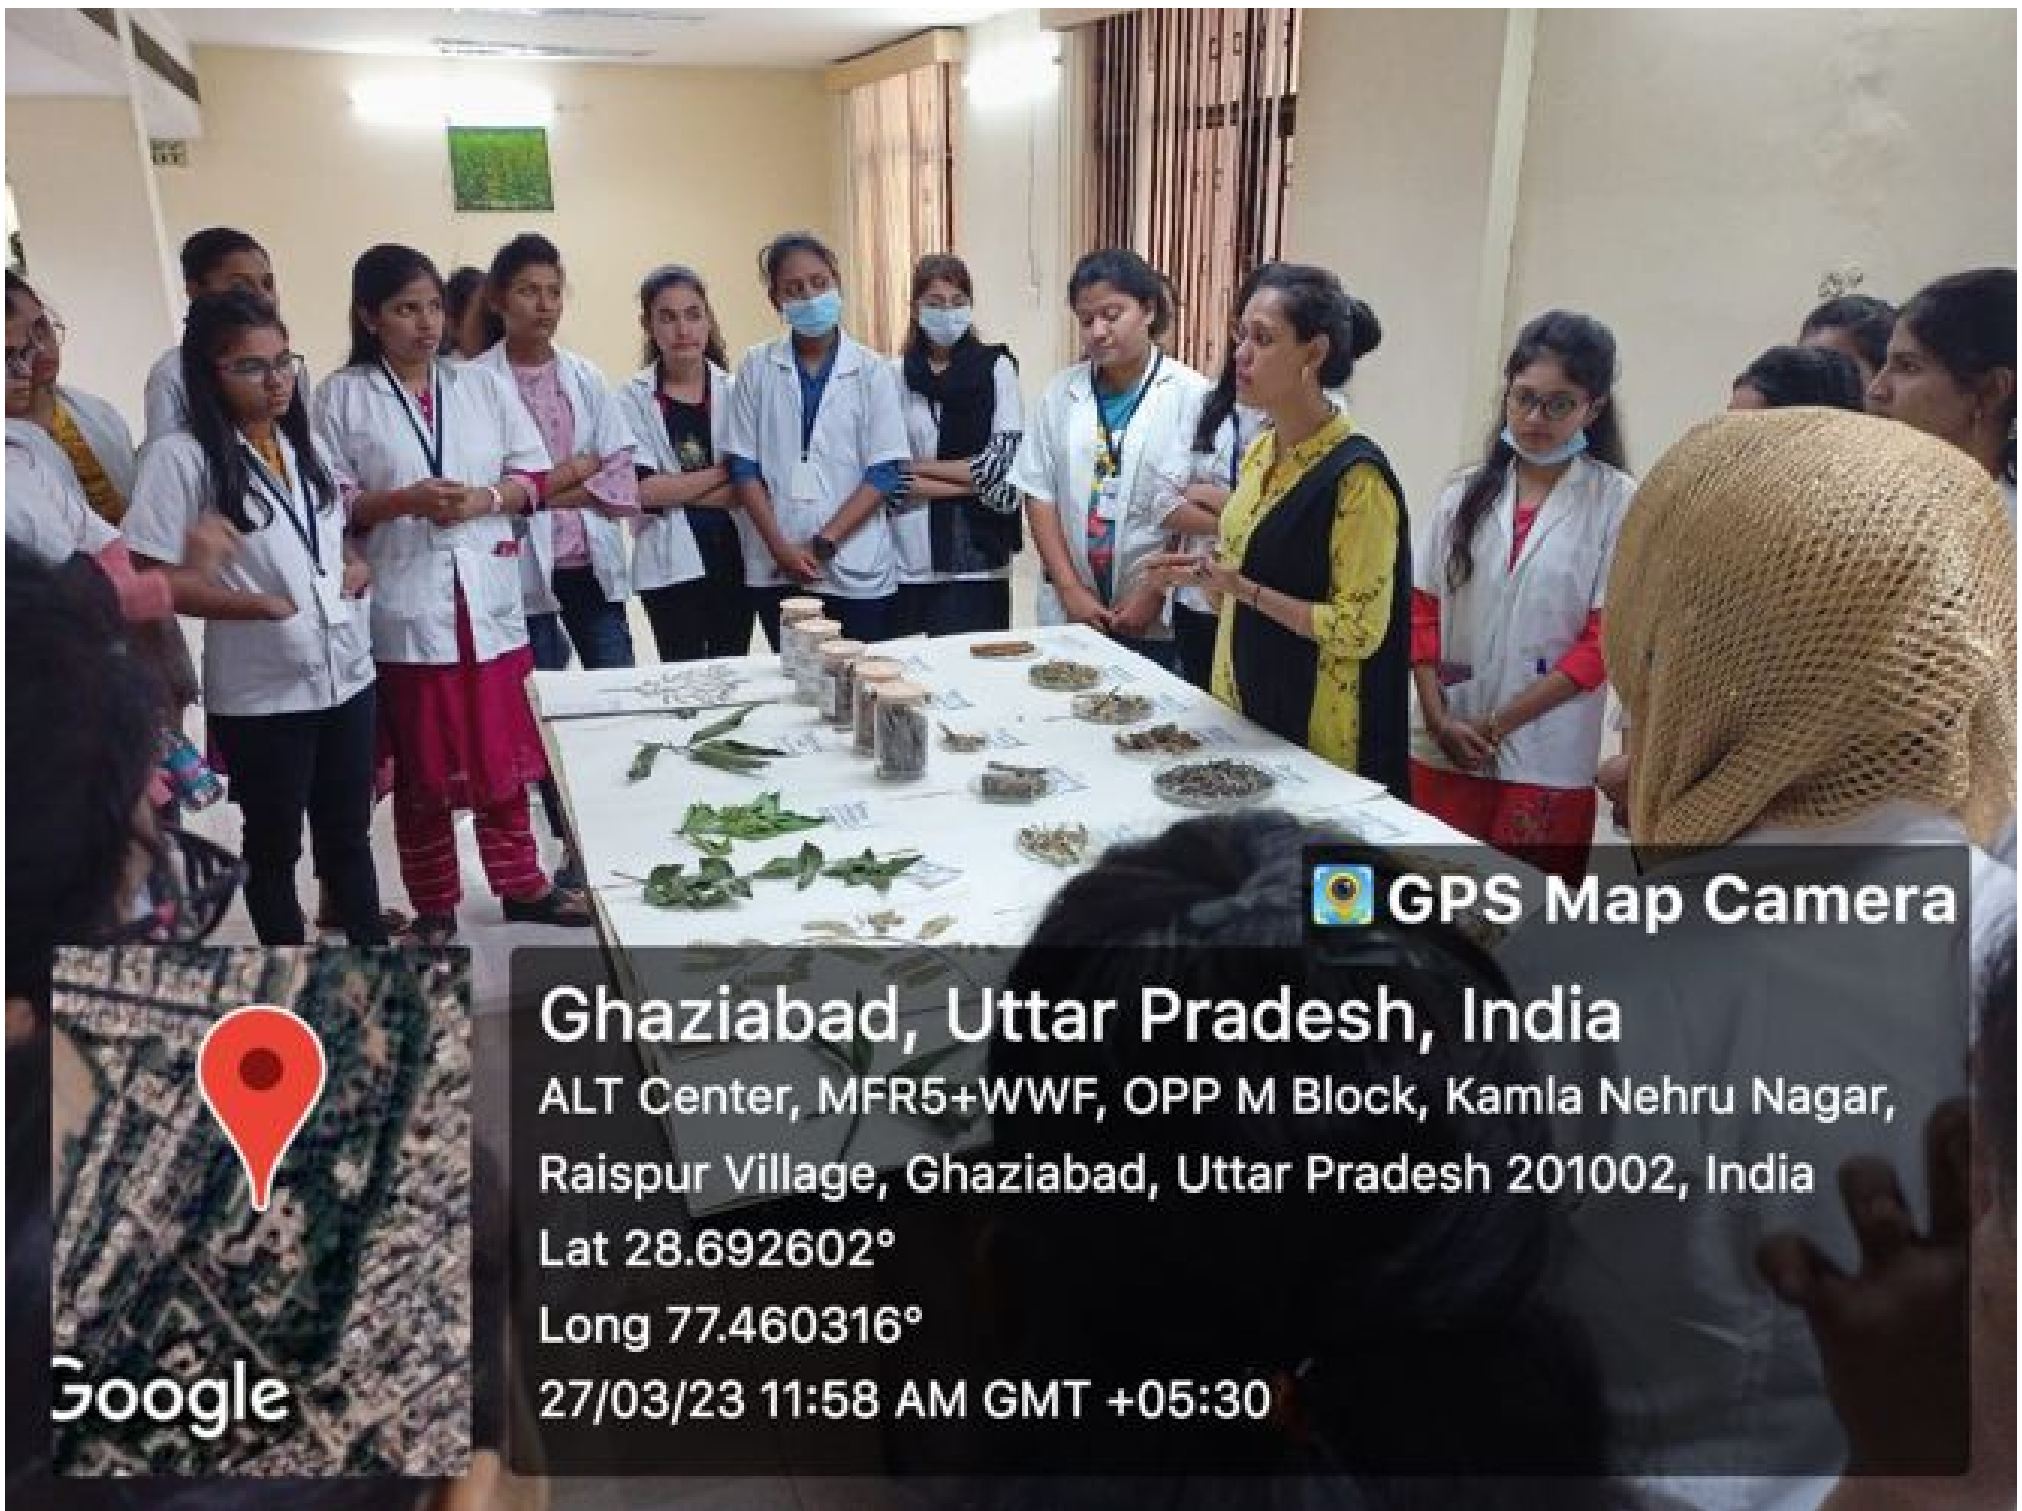 GPS Map Camera
Ghaziabad, Uttar Pradesh, India
ALT Center, MFR5+WWF, OPP M Block, Kamla Nehru Nagar,
Raispur Village, Ghaziabad, Uttar Pradesh 201002, India
Lat 28.692602°
Long 77.460316°
27/03/23 11:58 AM GMT +05:30
Google